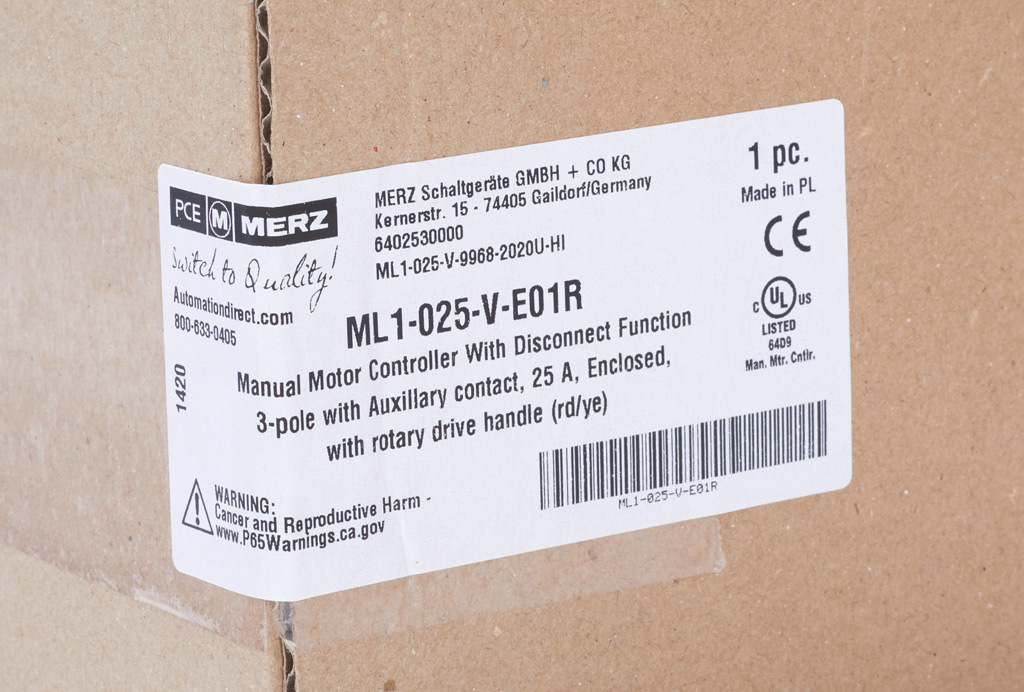 PCE M MERZ
Switch to Quality!
Automationdirect.com
800-633-0405
1420
MERZ Schaltgeräte GMBH + CO KG
Kernerstr. 15 - 74405 Gaildorf/Germany
6402530000
ML1-025-V-9968-2020U-HI
1 pc.
Made in PL
CE
c UL US
LISTED
64D9
Man. Mtr. Cntlr.
ML1-025-V-E01R
Manual Motor Controller With Disconnect Function
3-pole with Auxillary contact, 25 A, Enclosed,
with rotary drive handle (rd/ye)
WARNING:
Cancer and Reproductive Harm -
www.P65Warnings.ca.gov
ML1-025-V-E01R